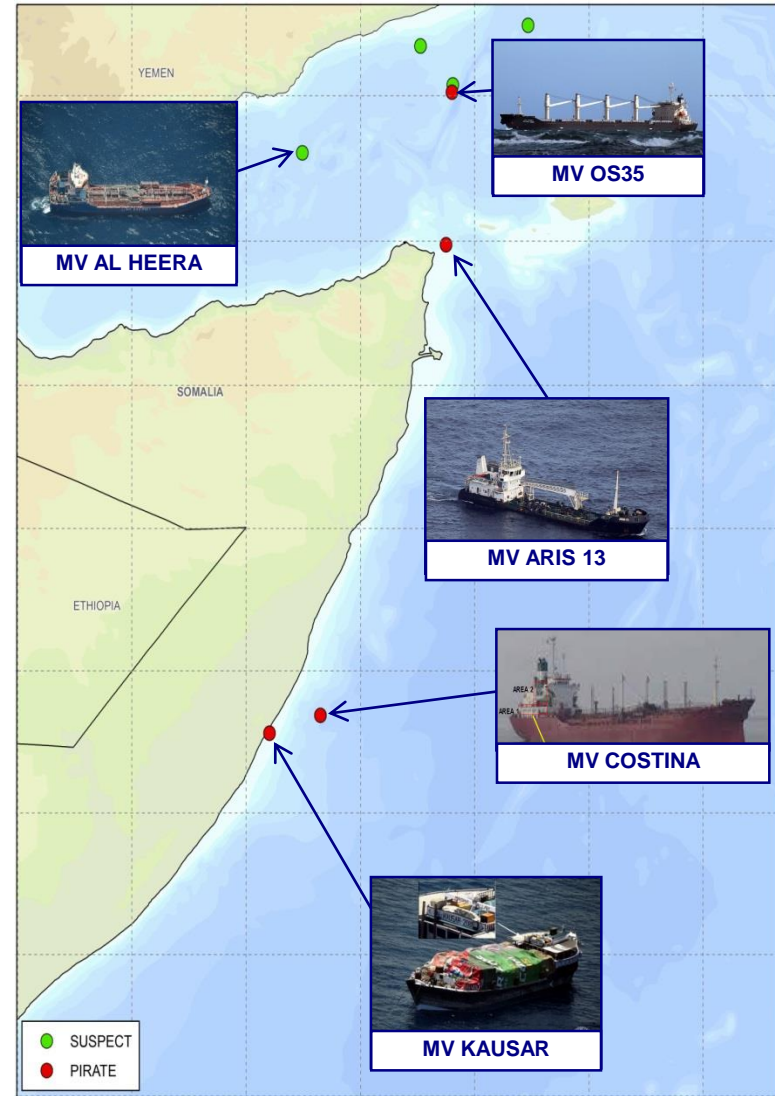 YEMEN
MV OS35
MV AL HEERA
SOMALIA
MV ARIS 13
ETHIOPIA
AREA 2
AREA 1
MV COSTINA
KAUSAR
MV KAUSAR
SUSPECT
PIRATE